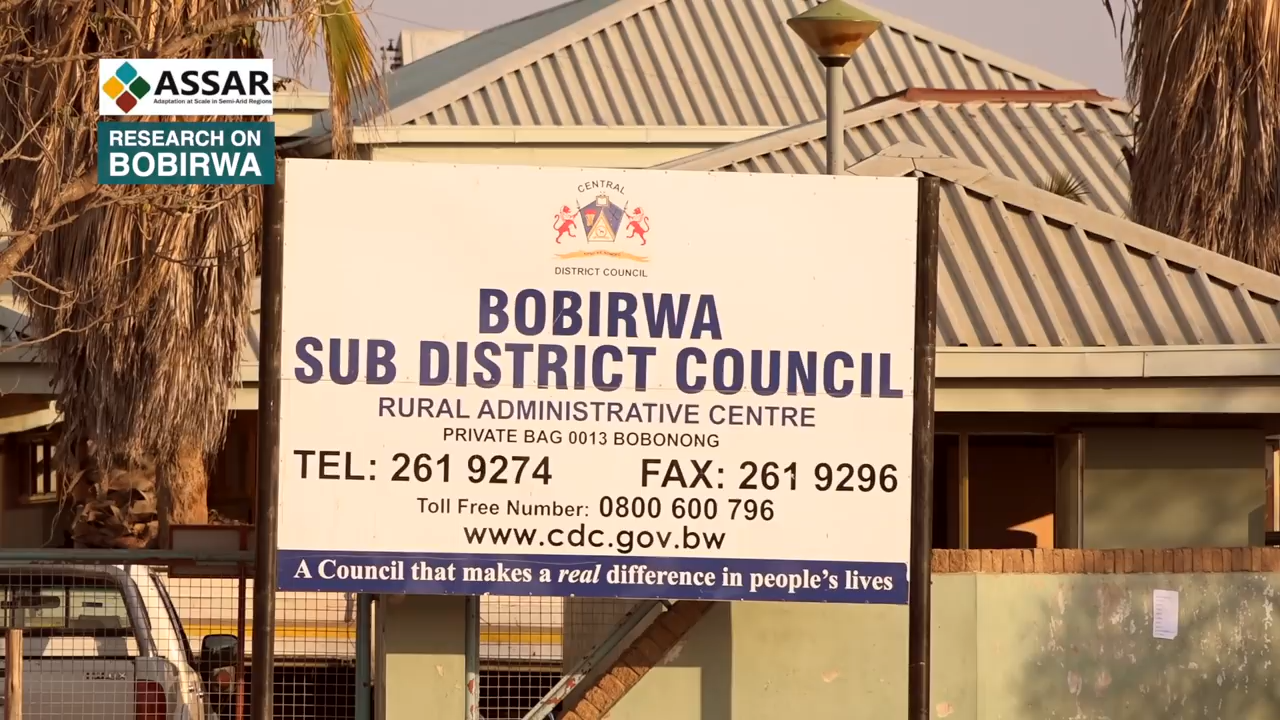 ASSAR
Adaptation at Scale in Semi-Arid Regions
RESEARCH ON
BOBIRWA
CENTRAL
DISTRICT COUNCIL
BOBIRWA
SUB DISTRICT COUNCIL
RURAL ADMINISTRATIVE CENTRE
PRIVATE BAG 0013 BOBONONG
TEL: 261 9274 FAX: 261 9296
Toll Free Number: 0800 600 796
www.cdc.gov.bw
A Council that makes a real difference in people's lives